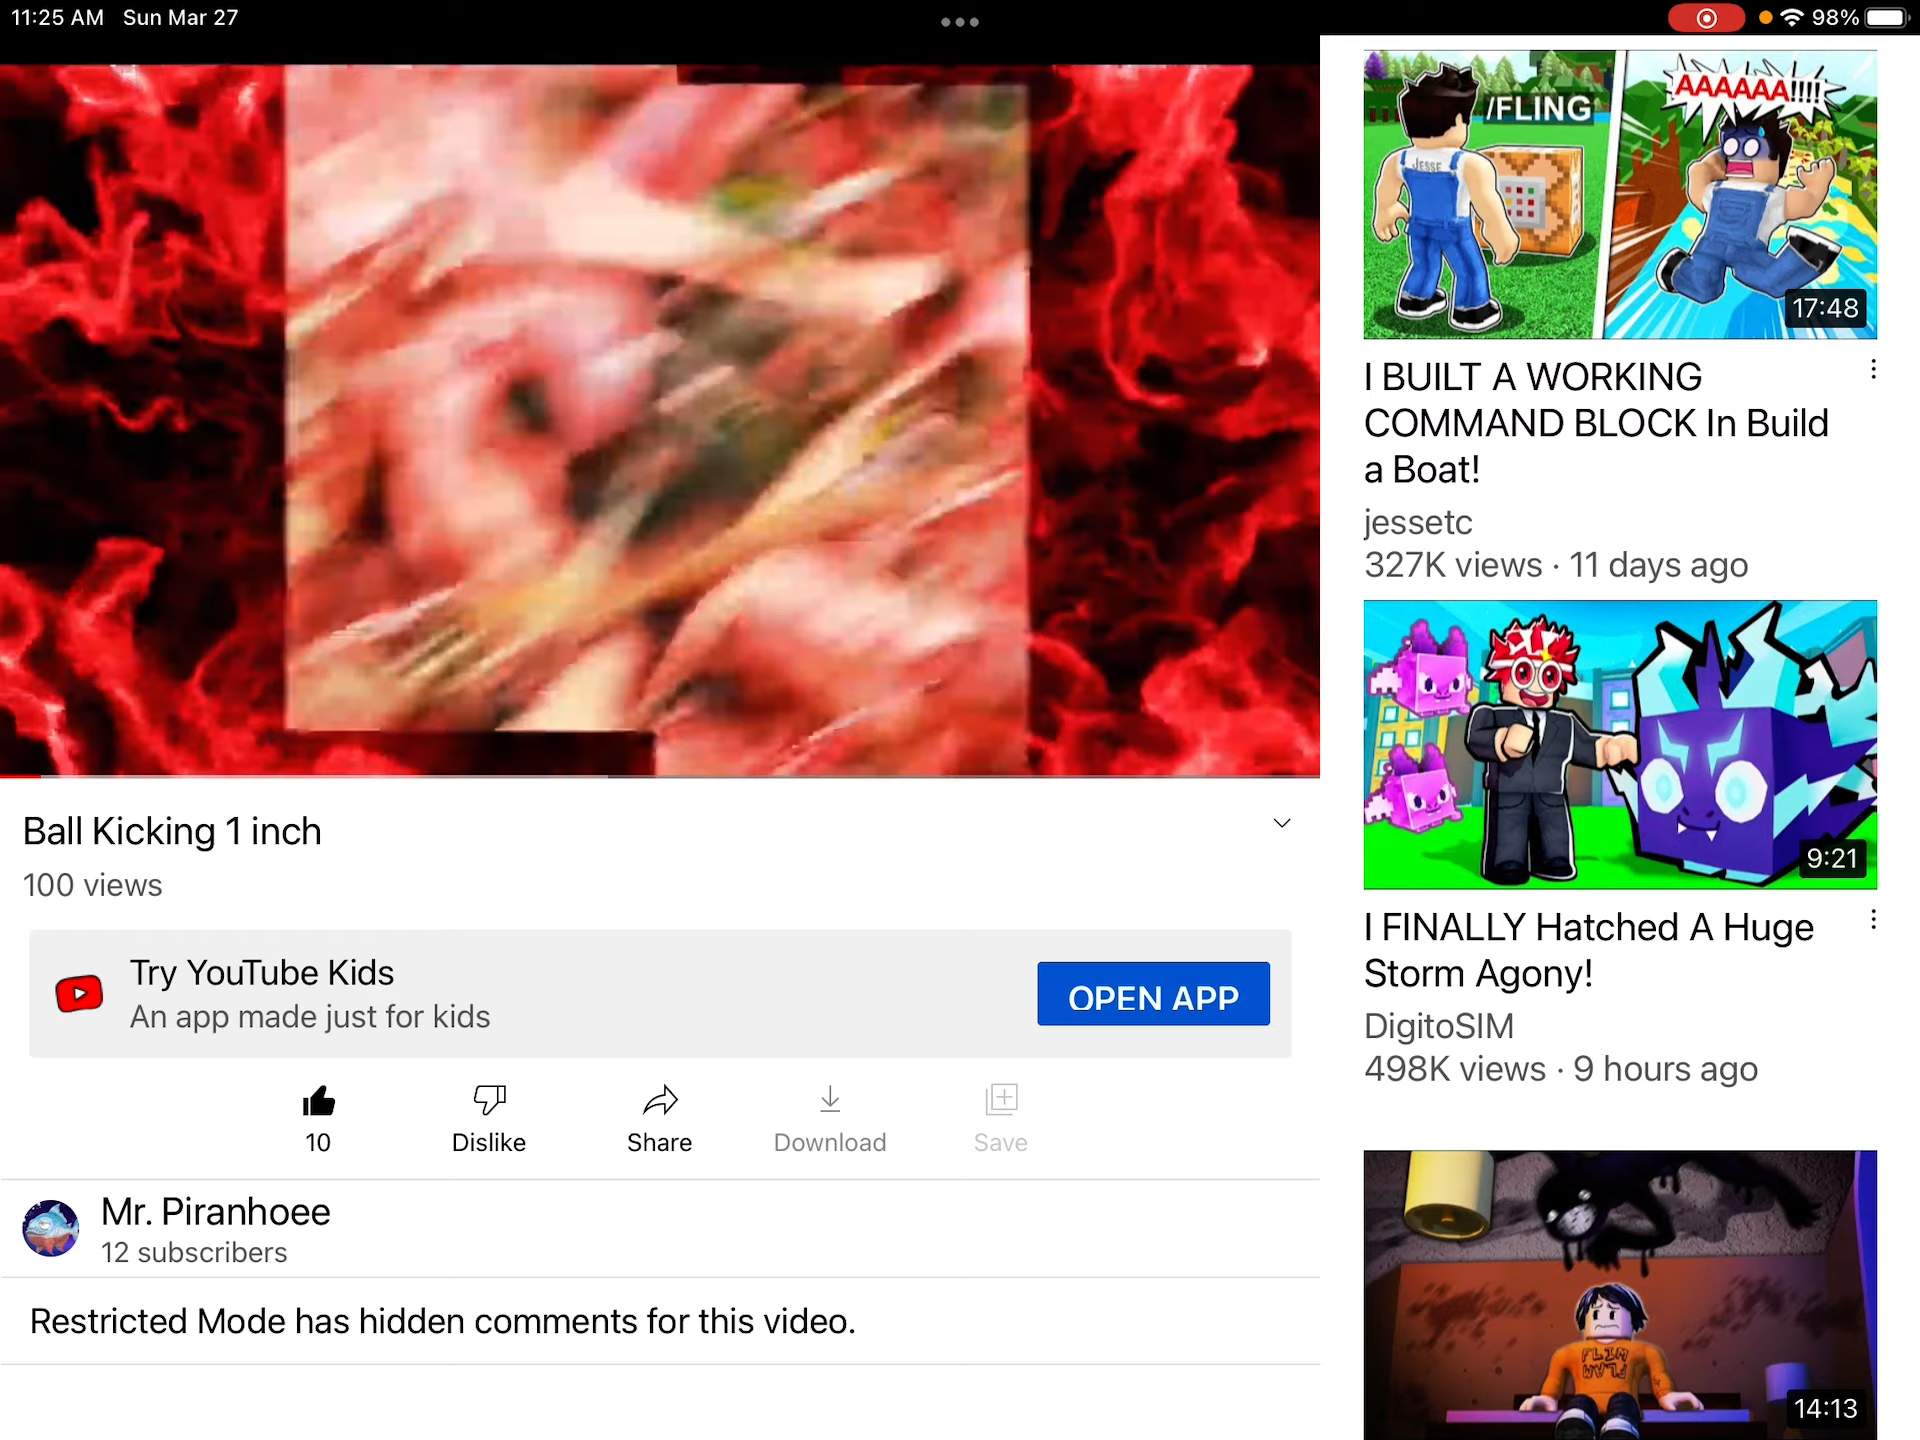 11:25 AM Sun Mar 27
98%
Ball Kicking 1 inch
100 views
Try YouTube Kids
An app made just for kids
OPEN APP
10
Dislike
Share
Download
Save
Mr. Piranhoee
12 subscribers
Restricted Mode has hidden comments for this video.
/FLING
JESSE
AAAAAA!!!!
17:48
I BUILT A WORKING
COMMAND BLOCK In Build
a Boat!
jessetc
327K views · 11 days ago
9:21
I FINALLY Hatched A Huge
Storm Agony!
DigitoSIM
498K views · 9 hours ago
FLIM
FLAM
14:13